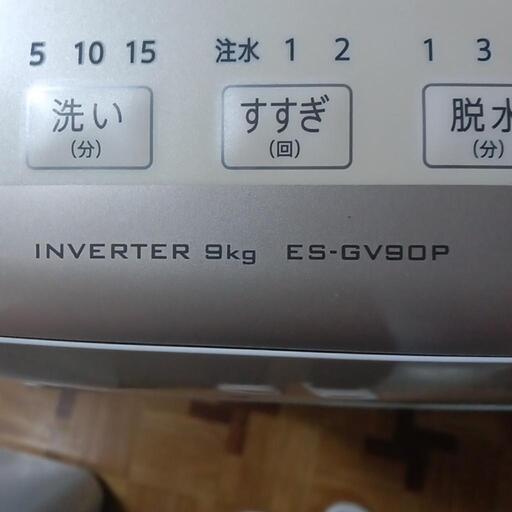 5 10 15 注水 1 2 1 3
洗い すすぎ 脱水
(分) (回) (分)
INVERTER 9kg ES-GV90P